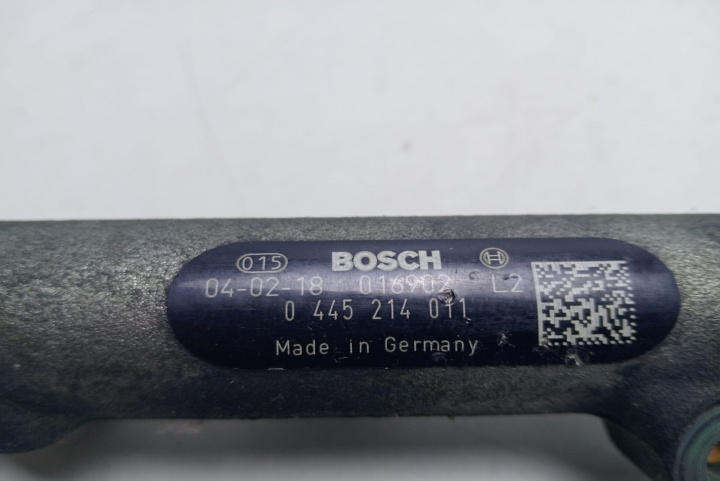 015 BOSCH
04-02-18 016902 L2
0 445 214 011
Made in Germany